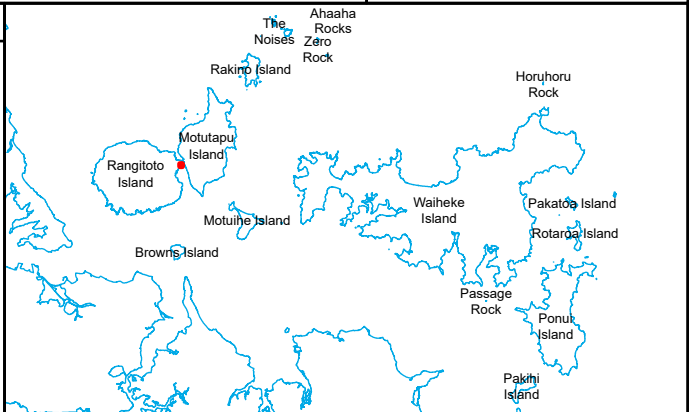 The
Noises
Ahaaha
Rocks
Zero
Rock
Rakino Island
Horuhoru
Rock
Motutapu
Island
Rangitoto
Island
Waiheke
Island
Pakatoa Island
Motuihe Island
Rotaroa Island
Browns Island
Passage
Rock
Ponui
Island
Pakihi
Island